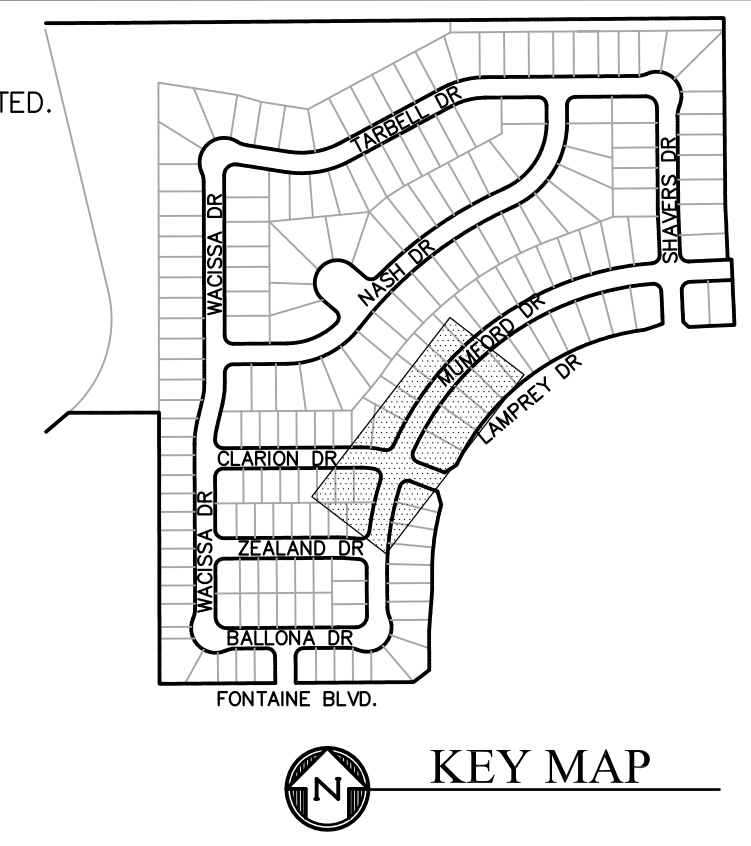 TED.
TARBELL DR
SHAVERS DR
WACISSA DR
NASH DR
MUMFORD DR
LAMPREY DR
CLARION DR
WACISSA DR
ZEALAND DR
BALLONA DR
FONTAINE BLVD.
N
KEY MAP